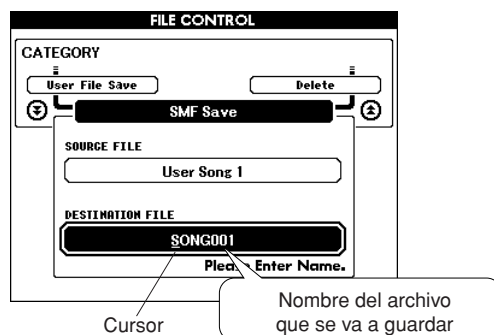 FILE CONTROL
CATEGORY
User File Save
Delete
SMF Save
SOURCE FILE
User Song 1
DESTINATION FILE
SONG001
Please Enter Name.
Cursor
Nombre del archivo
que se va a guardar